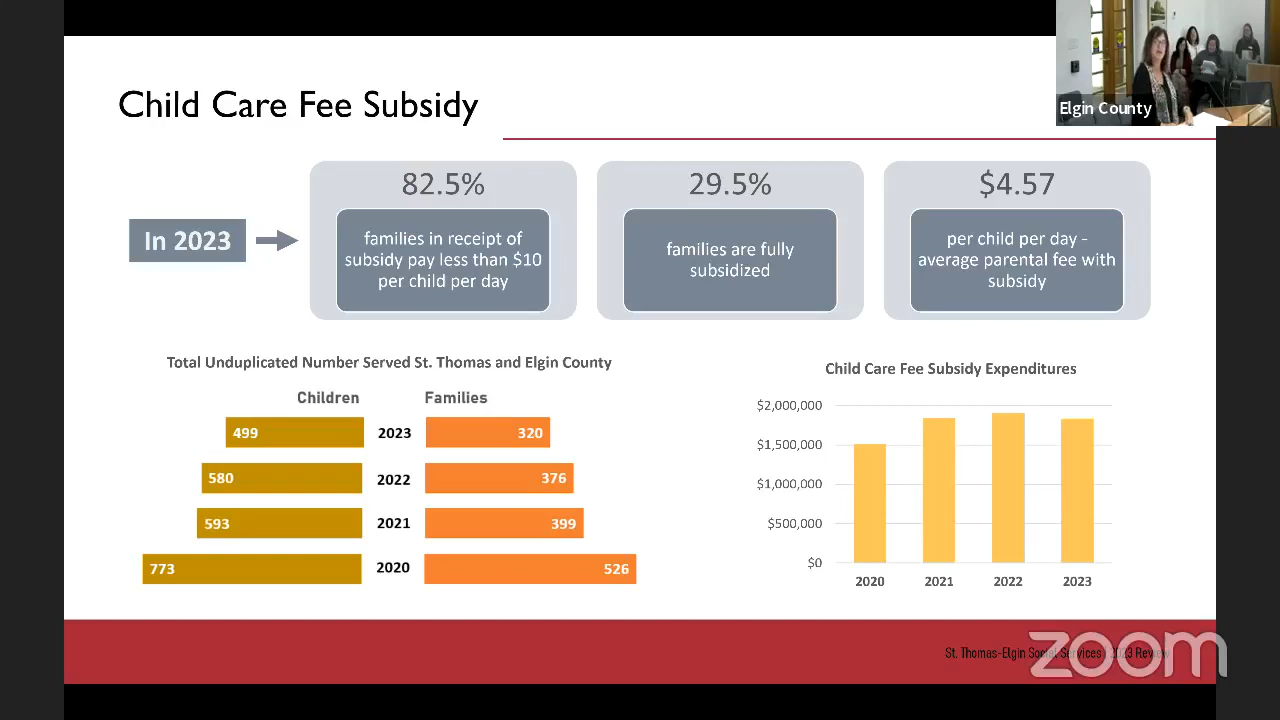 Child Care Fee Subsidy
Elgin County
In 2023
82.5%
families in receipt of
subsidy pay less than $10
per child per day
29.5%
families are fully
subsidized
$4.57
per child per day -
average parental fee with
subsidy
Total Unduplicated Number Served St. Thomas and Elgin County
Children Families
499 2023 320
580 2022 376
593 2021 399
773 2020 526
Child Care Fee Subsidy Expenditures
$2,000,000
$1,500,000
$1,000,000
$500,000
$0
2020 2021 2022 2023
St. Thomas-Elgin Social Services 2023 Review
zoom